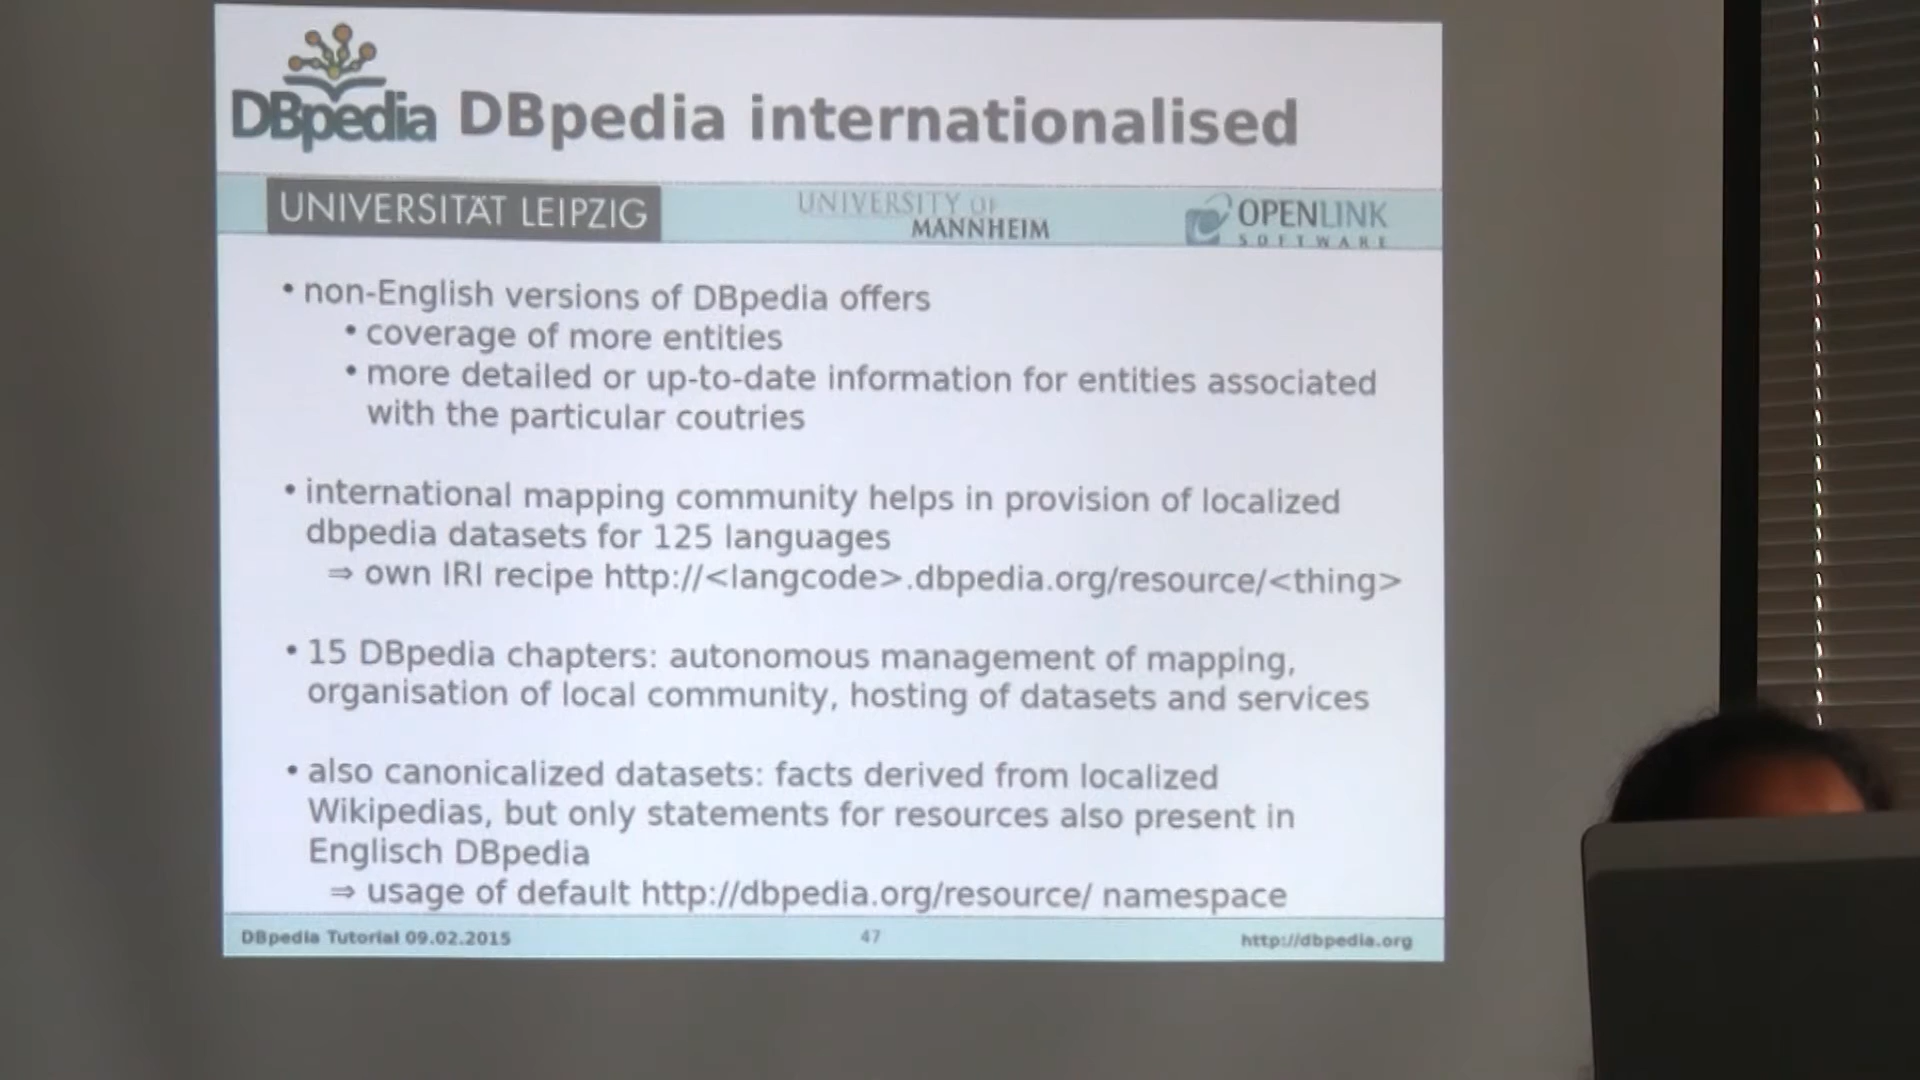 DBpedia DBpedia internationalised
UNIVERSITÄT LEIPZIG
UNIVERSITY OF
MANNHEIM
OPENLINK
SOFTWARE
• non-English versions of DBpedia offers
• coverage of more entities
• more detailed or up-to-date information for entities associated
with the particular coutries
• international mapping community helps in provision of localized
dbpedia datasets for 125 languages
⇒ own IRI recipe http://<langcode>.dbpedia.org/resource/<thing>
• 15 DBpedia chapters: autonomous management of mapping,
organisation of local community, hosting of datasets and services
• also canonicalized datasets: facts derived from localized
Wikipedias, but only statements for resources also present in
Englisch DBpedia
⇒ usage of default http://dbpedia.org/resource/ namespace
DBpedia Tutorial 09.02.2015
47
http://dbpedia.org